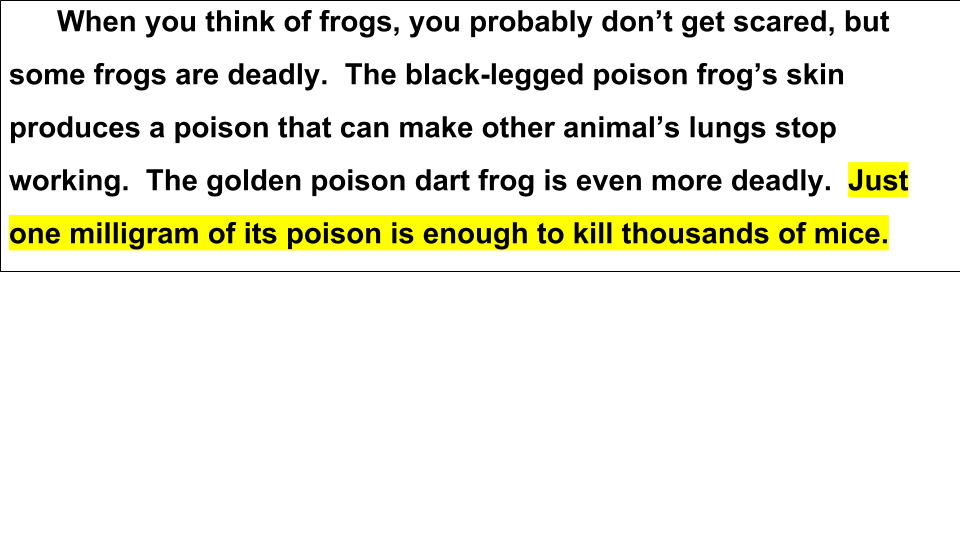 When you think of frogs, you probably don’t get scared, but
some frogs are deadly.  The black-legged poison frog’s skin
produces a poison that can make other animal’s lungs stop
working.  The golden poison dart frog is even more deadly.  Just
one milligram of its poison is enough to kill thousands of mice.